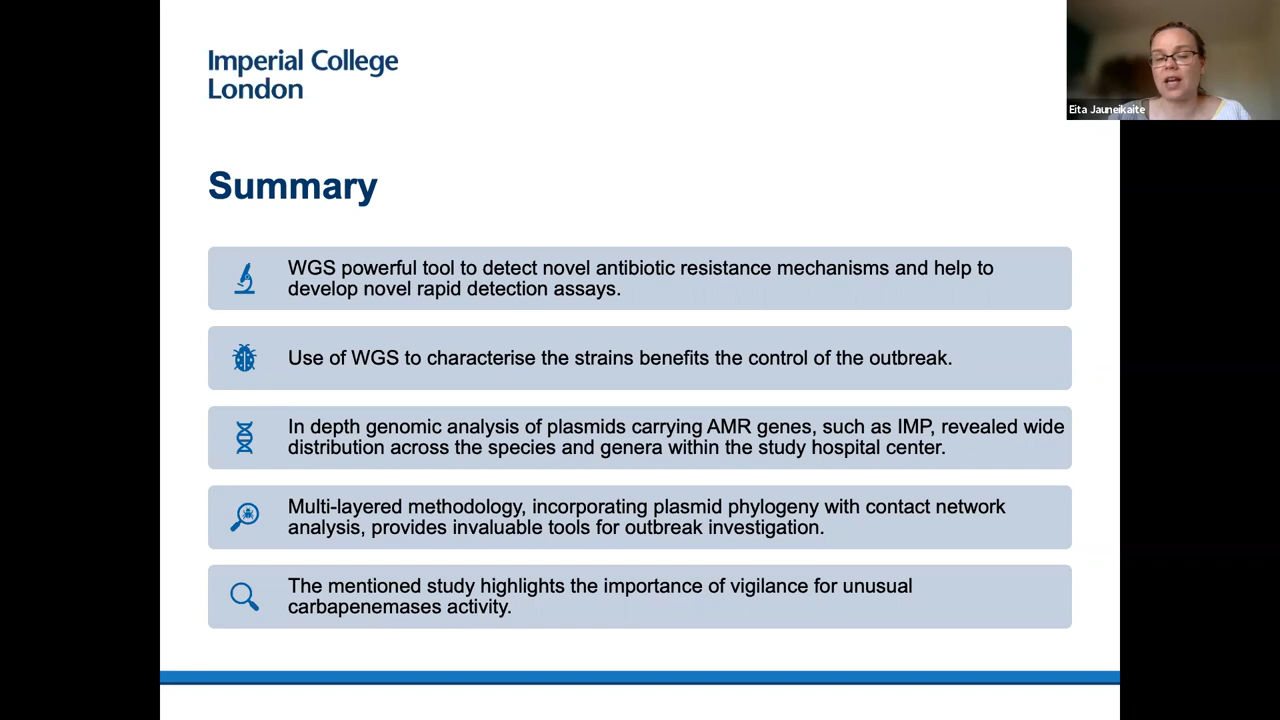 Imperial College
London
Eita Jauneikaite
Summary
WGS powerful tool to detect novel antibiotic resistance mechanisms and help to
develop novel rapid detection assays.
Use of WGS to characterise the strains benefits the control of the outbreak.
In depth genomic analysis of plasmids carrying AMR genes, such as IMP, revealed wide
distribution across the species and genera within the study hospital center.
Multi-layered methodology, incorporating plasmid phylogeny with contact network
analysis, provides invaluable tools for outbreak investigation.
The mentioned study highlights the importance of vigilance for unusual
carbapenemases activity.